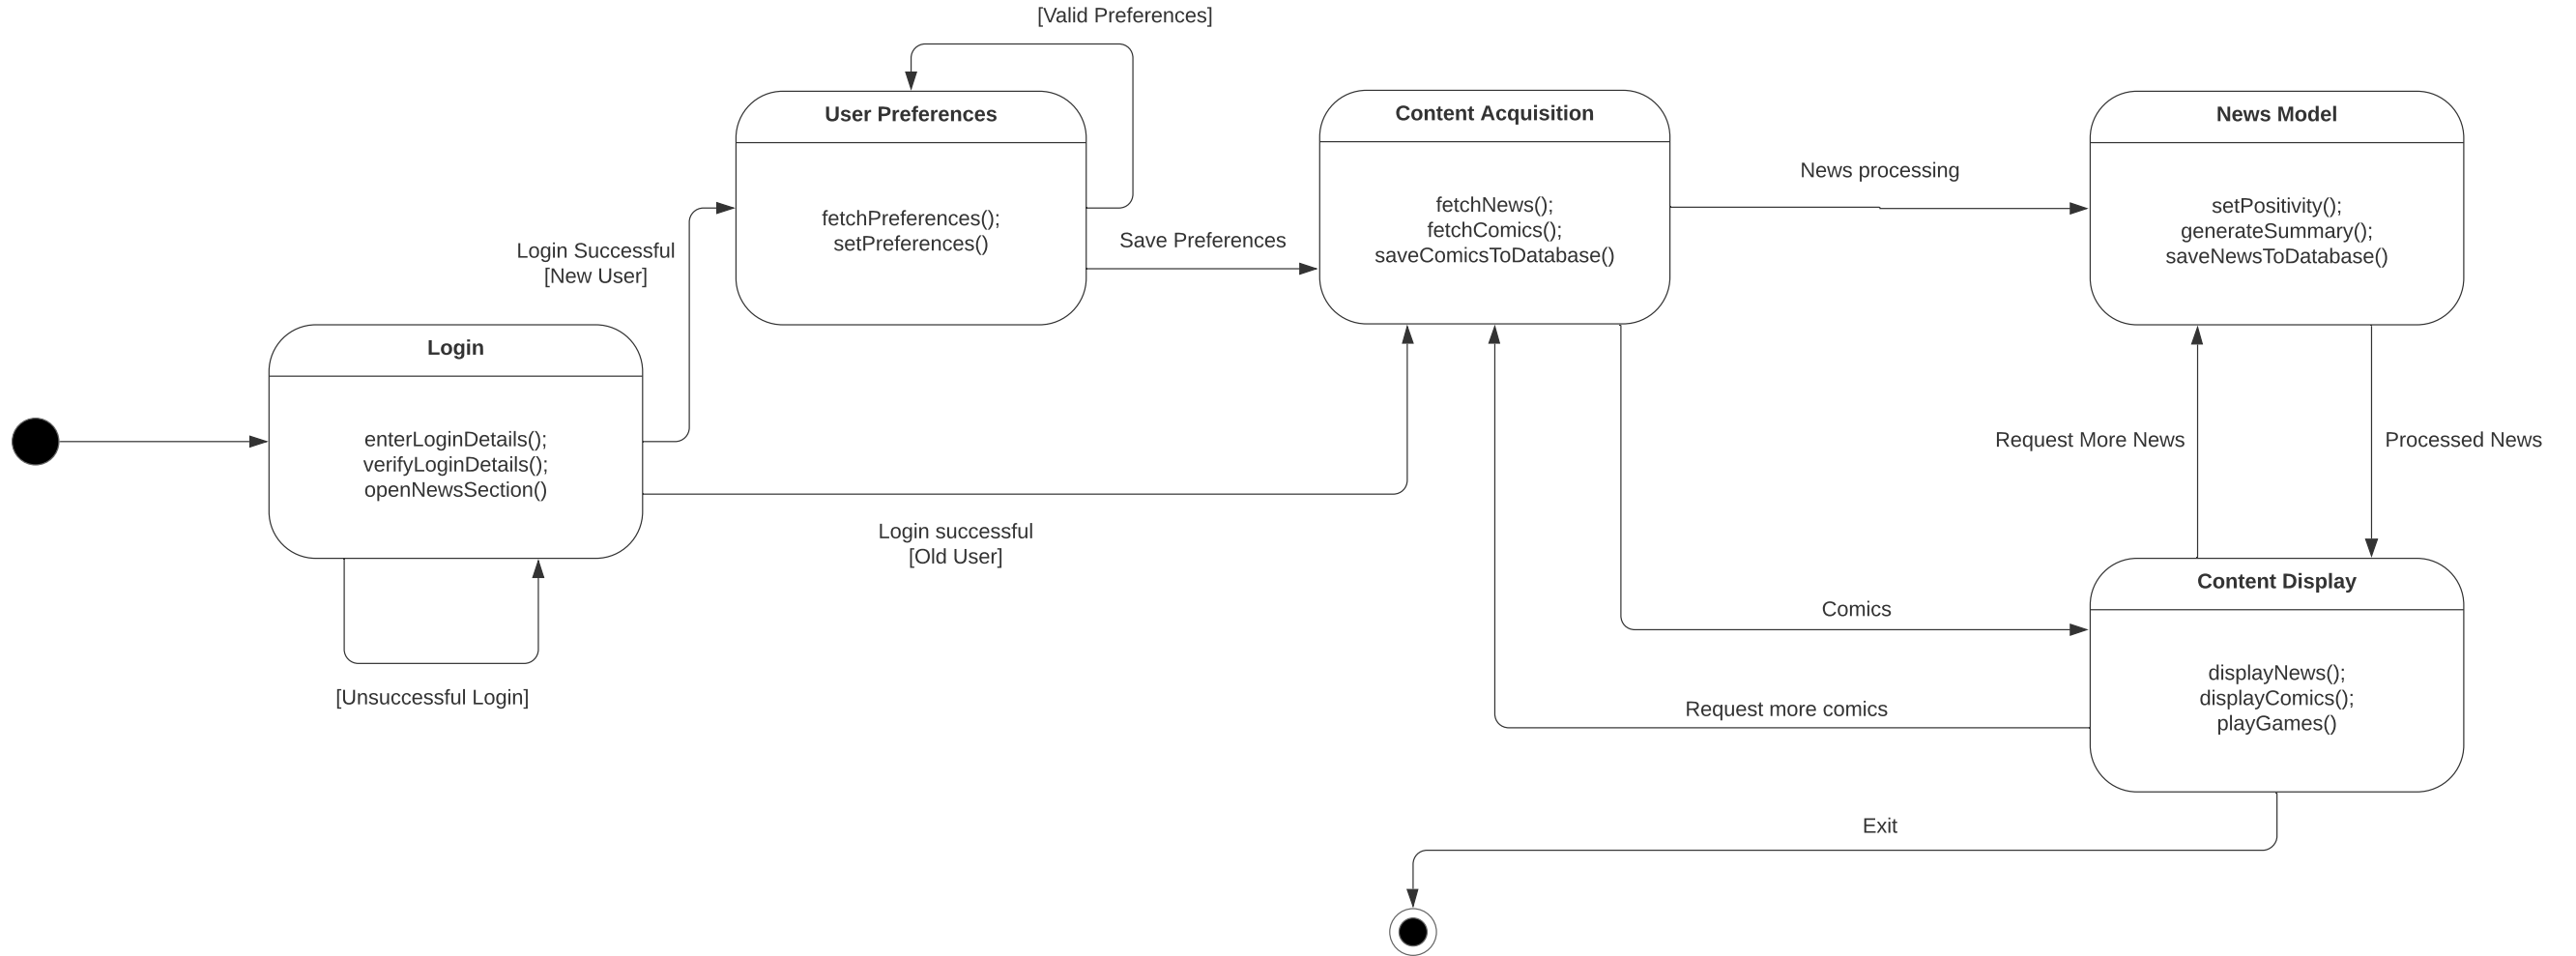 [Valid Preferences]
User Preferences
fetchPreferences();
setPreferences()
Content Acquisition
fetchNews();
fetchComics();
saveComicsToDatabase()
News Model
setPositivity();
generateSummary();
saveNewsToDatabase()
News processing
Save Preferences
Login Successful
[New User]
Login
enterLoginDetails();
verifyLoginDetails();
openNewsSection()
Request More News
Processed News
Login successful
[Old User]
Content Display
displayNews();
displayComics();
playGames()
Comics
[Unsuccessful Login]
Request more comics
Exit